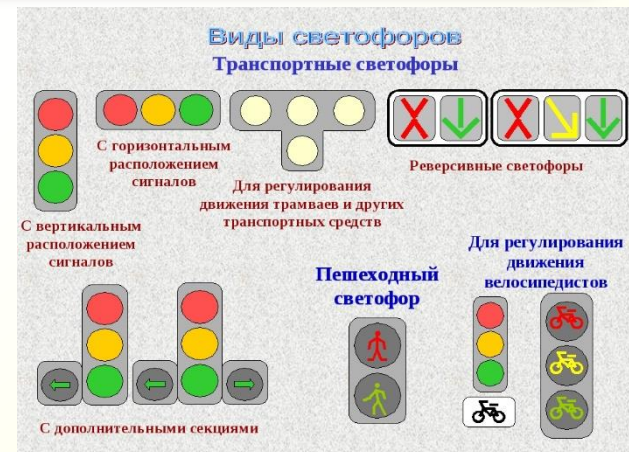 Виды светофоров
Транспортные светофоры
С горизонтальным
расположением
сигналов
Для регулирования
движения трамваев и других
транспортных средств
Реверсивные светофоры
С вертикальным
расположением
сигналов
Пешеходный
светофор
Для регулирования
движения
велосипедистов
С дополнительными секциями